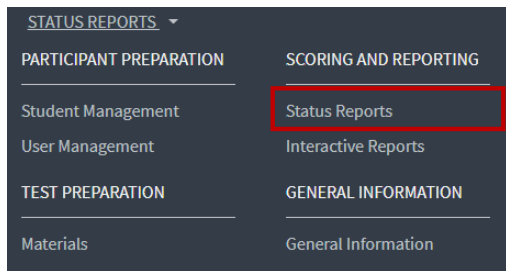 STATUS REPORTS
PARTICIPANT PREPARATION
Student Management
User Management
TEST PREPARATION
Materials
SCORING AND REPORTING
Status Reports
Interactive Reports
GENERAL INFORMATION
General Information